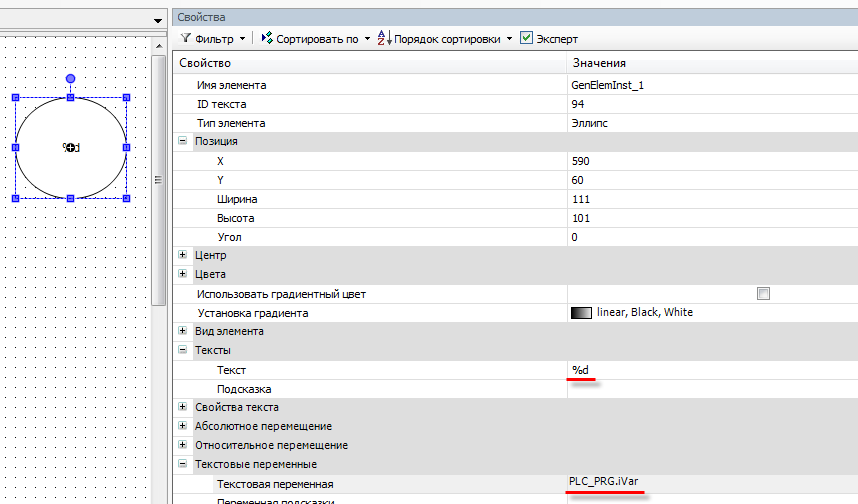 Свойства
Фильтр Сортировать по Порядок сортировки Эксперт
Свойство Значения
Имя элемента GenElemInst_1
ID текста 94
Тип элемента Эллипс
Позиция
X 590
Y 60
Ширина 111
Высота 101
Угол 0
Центр
Цвета
Использовать градиентный цвет
Установка градиента linear, Black, White
Вид элемента
Тексты
Текст %d
Подсказка
Свойства текста
Абсолютное перемещение
Относительное перемещение
Текстовые переменные
Текстовая переменная PLC_PRG.iVar
Переменная подсказки
%d